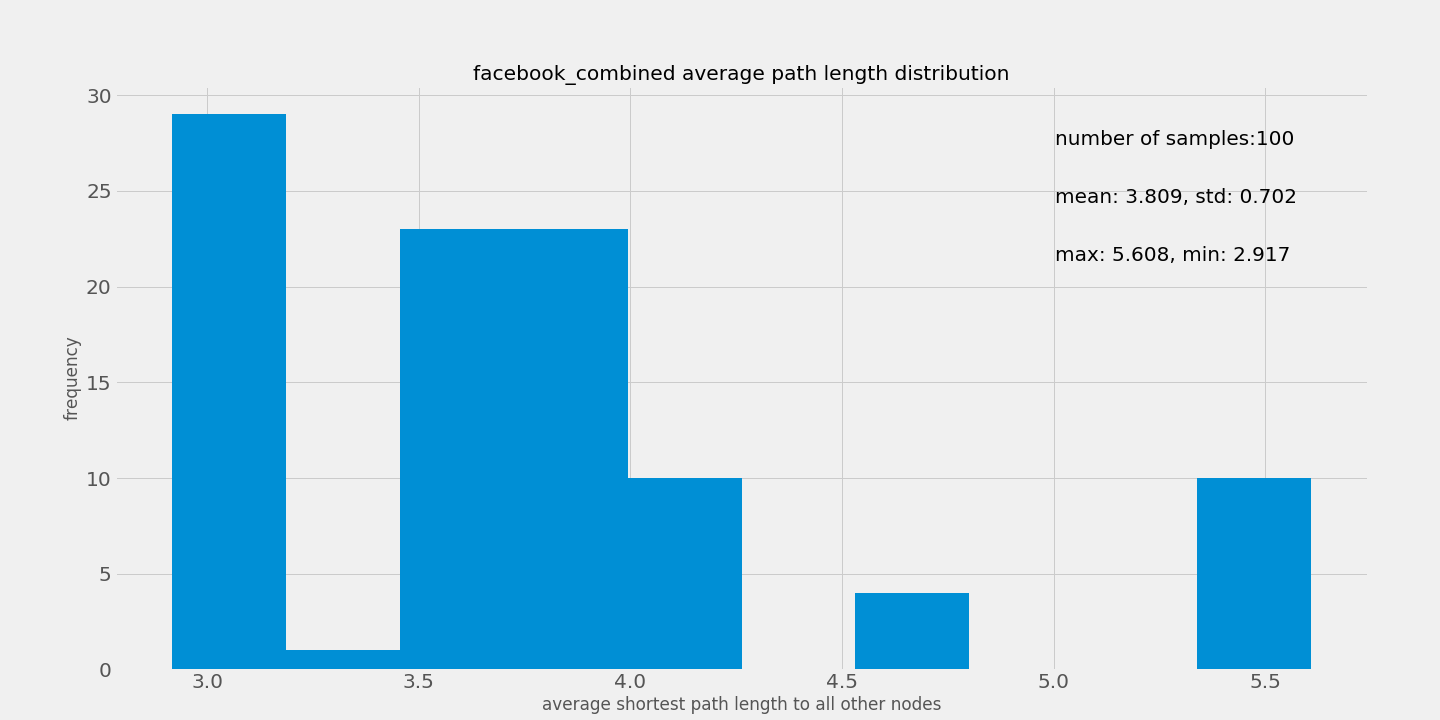 facebook_combined average path length distribution
number of samples:100
mean: 3.809, std: 0.702
max: 5.608, min: 2.917
frequency
30
25
20
15
10
5
0
3.0 3.5 4.0 4.5 5.0 5.5
average shortest path length to all other nodes